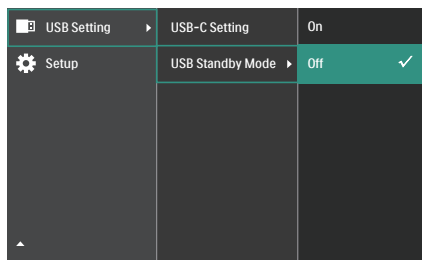 USB Setting
USB-C Setting
On
Setup
USB Standby Mode
Off